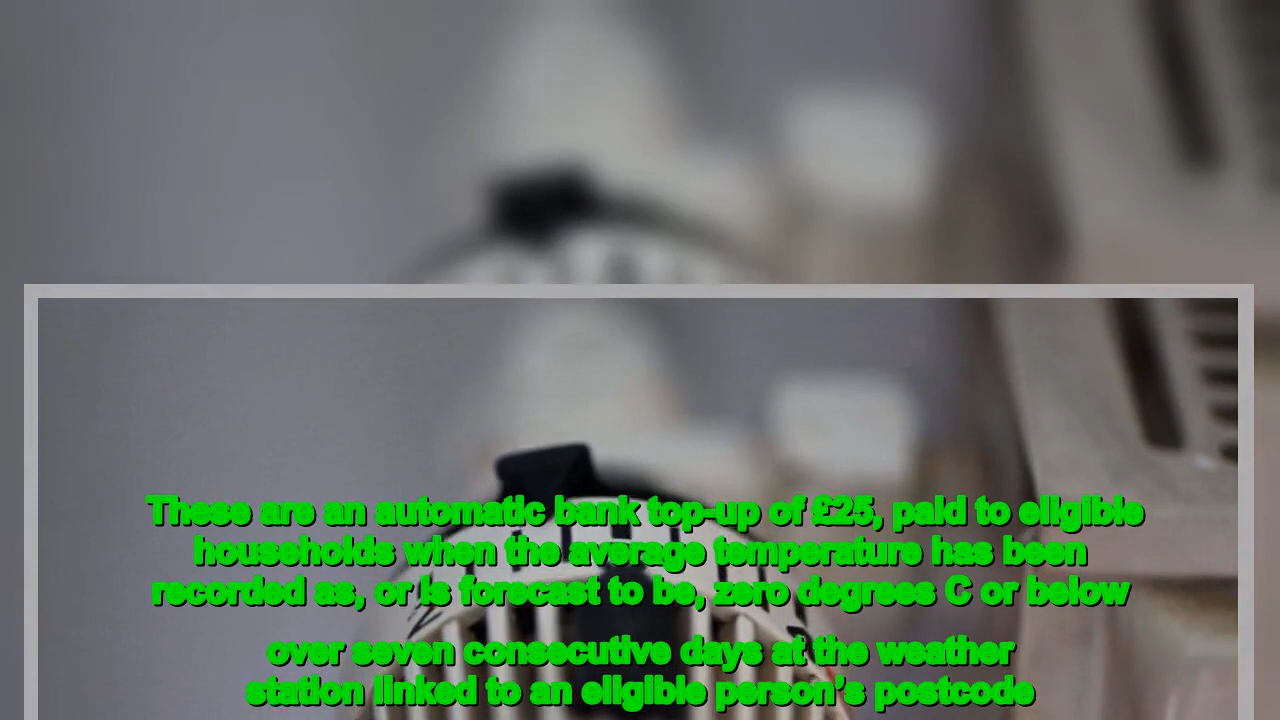 These are an automatic bank top-up of £25, paid to eligible
households when the average temperature has been
recorded as, or is forecast to be, zero degrees C or below
over seven consecutive days at the weather
station linked to an eligible person's postcode